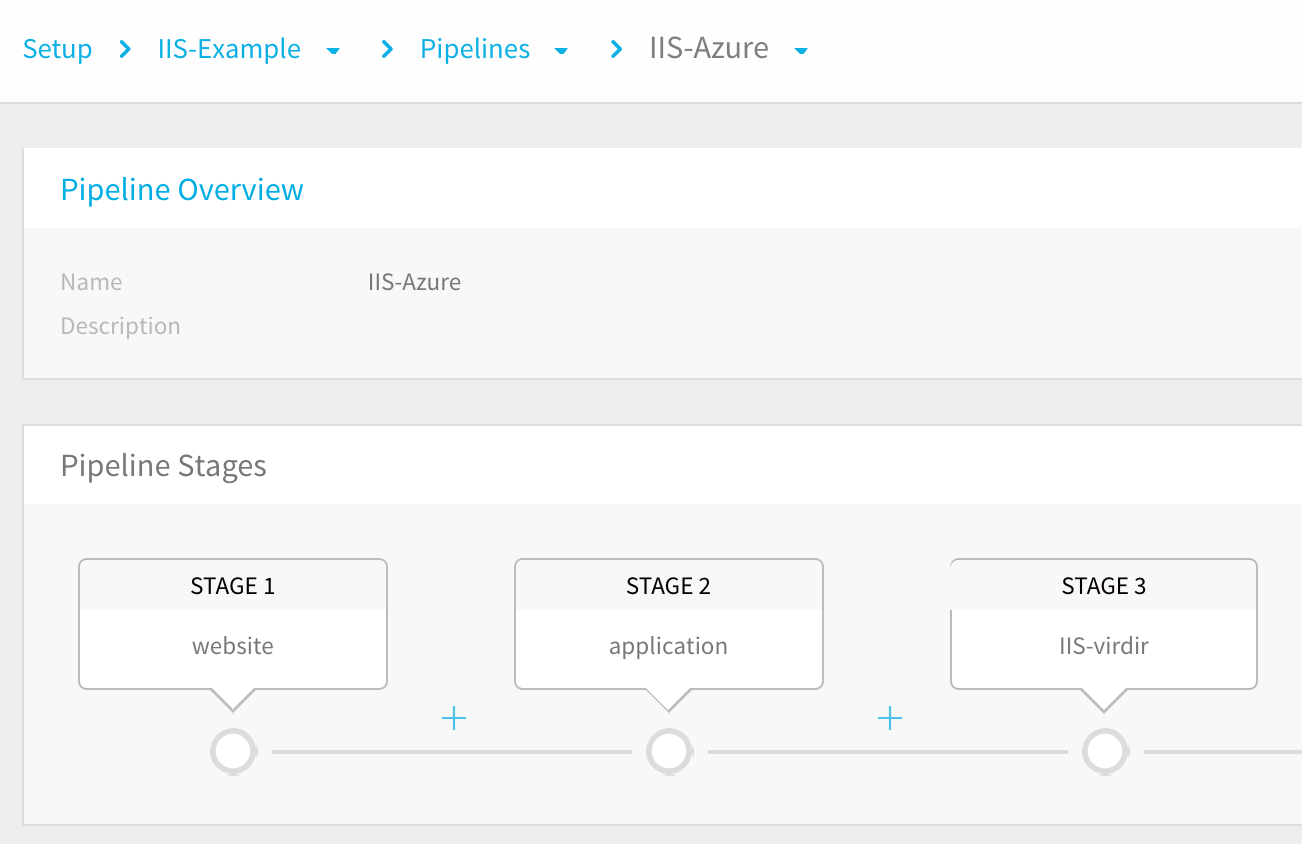 Setup IIS-Example Pipelines IIS-Azure
Pipeline Overview
Name IIS-Azure
Description
Pipeline Stages
STAGE 1 STAGE 2 STAGE 3
website application IIS-virdir